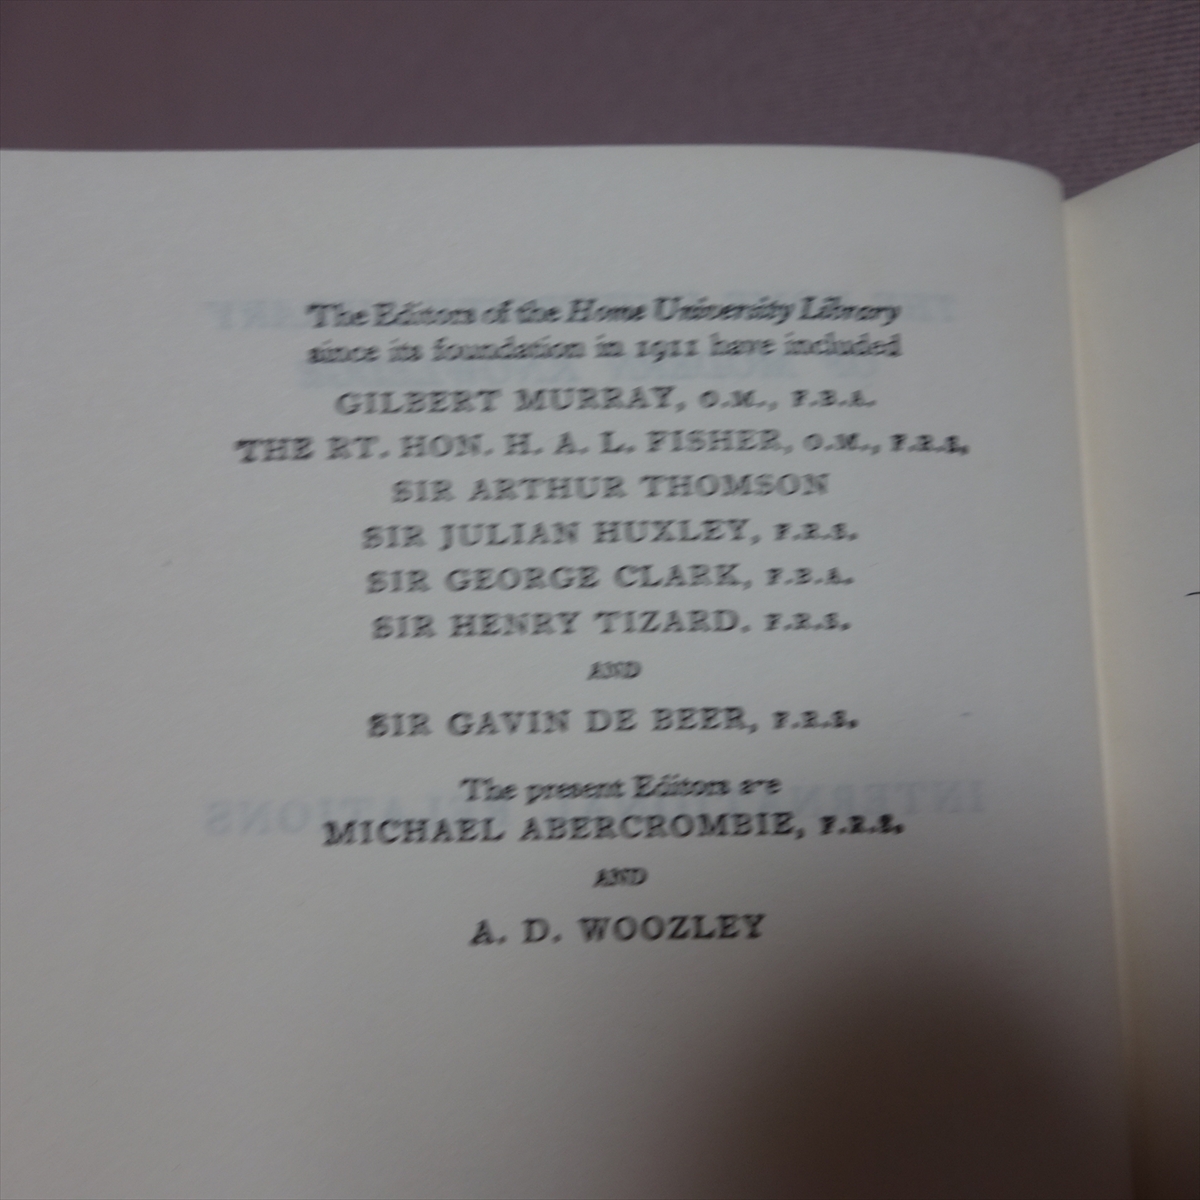 The Editors of the Home University Library
since its foundation in 1911 have included
GILBERT MURRAY, O.M., F.B.A.
THE RT. HON. H. A. L. FISHER, O.M., F.R.S.
SIR ARTHUR THOMSON
SIR JULIAN HUXLEY, F.R.S.
SIR GEORGE CLARK, F.B.A.
SIR HENRY TIZARD. F.R.S.
AND
SIR GAVIN DE BEER, F.R.S.
The present Editors are
MICHAEL ABERCROMBIE, F.R.S.
AND
A. D. WOOZLEY